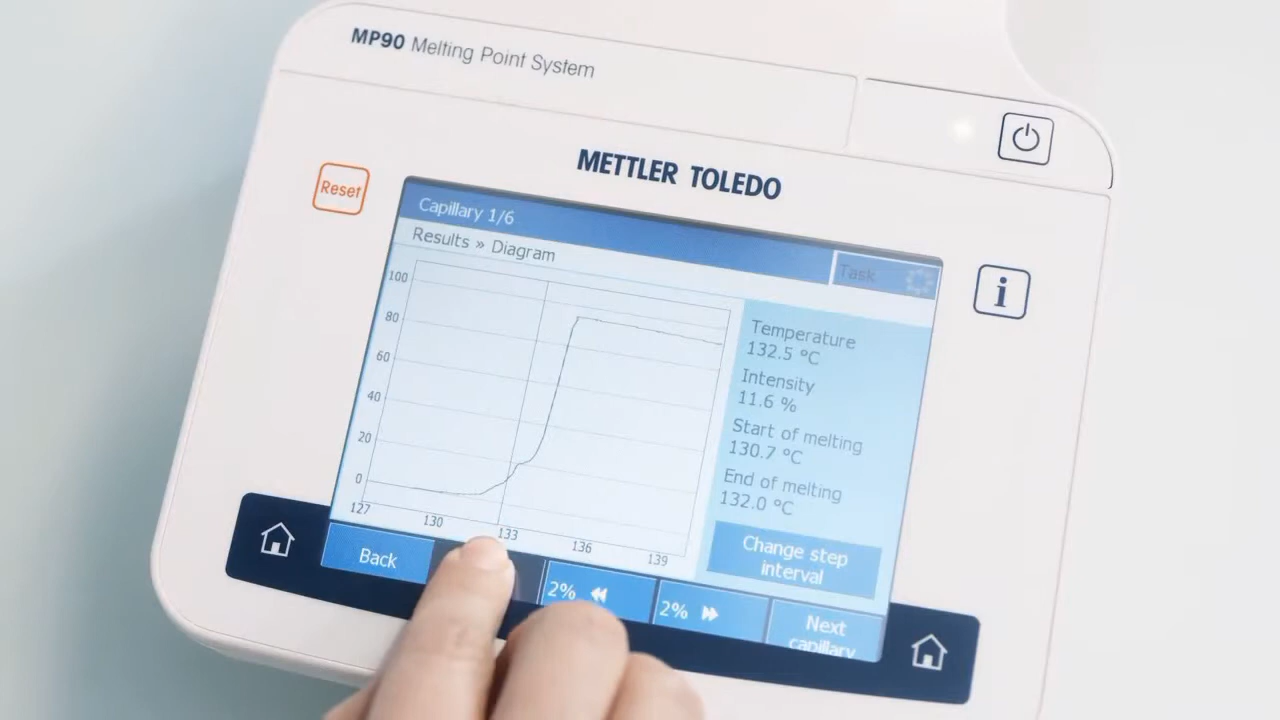 MP90 Melting Point System
METTLER TOLEDO
Reset
Capillary 1/6
Results » Diagram
Task
i
100
80
60
40
20
0
127
130
133
136
139
Temperature
132.5 °C
Intensity
11.6 %
Start of melting
130.7 °C
End of melting
132.0 °C
Change step
interval
Back
2%
2%
Next
capillary